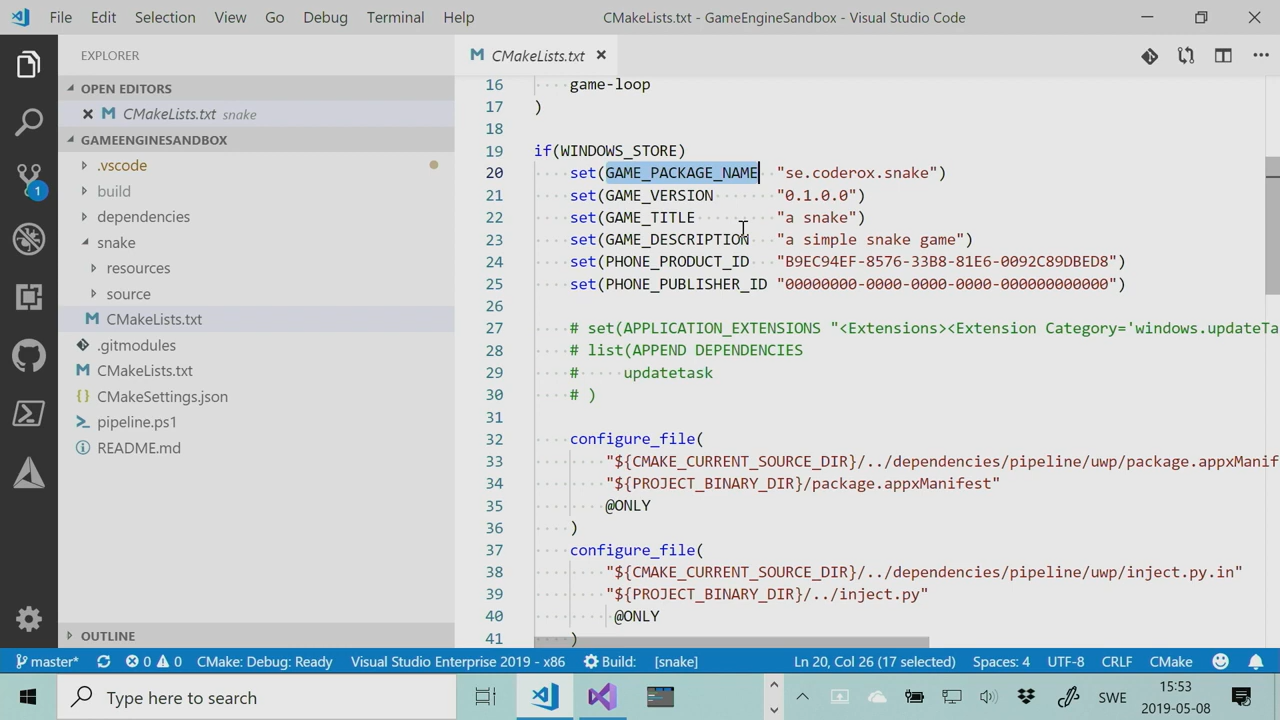 File Edit Selection View Go Debug Terminal Help CMakeLists.txt - GameEngineSandbox - Visual Studio Code
EXPLORER
OPEN EDITORS
CMakeLists.txt snake
GAMEENGINESANDBOX
.vscode
build
dependencies
snake
resources
source
CMakeLists.txt
.gitmodules
CMakeLists.txt
CMakeSettings.json
pipeline.ps1
README.md
OUTLINE
1
CMakeLists.txt
16 game-loop
17 )
18
19 if(WINDOWS_STORE)
20 set(GAME_PACKAGE_NAME "se.coderox.snake")
21 set(GAME_VERSION "0.1.0.0")
22 set(GAME_TITLE "a snake")
23 set(GAME_DESCRIPTION "a simple snake game")
24 set(PHONE_PRODUCT_ID "B9EC94EF-8576-33B8-81E6-0092C89DBED8")
25 set(PHONE_PUBLISHER_ID "00000000-0000-0000-0000-000000000000")
26
27 # set(APPLICATION_EXTENSIONS "<Extensions><Extension Category='windows.updateTa
28 # list(APPEND DEPENDENCIES
29 # updatetask
30 # )
31
32 configure_file(
33 "${CMAKE_CURRENT_SOURCE_DIR}/../dependencies/pipeline/uwp/package.appxManif
34 "${PROJECT_BINARY_DIR}/package.appxManifest"
35 @ONLY
36 )
37 configure_file(
38 "${CMAKE_CURRENT_SOURCE_DIR}/../dependencies/pipeline/uwp/inject.py.in"
39 "${PROJECT_BINARY_DIR}/../inject.py"
40 @ONLY
41 )
master* 0 0 CMake: Debug: Ready Visual Studio Enterprise 2019 - x86 Build: [snake] Ln 20, Col 26 (17 selected) Spaces: 4 UTF-8 CRLF CMake
Type here to search SWE 15:53
2019-05-08